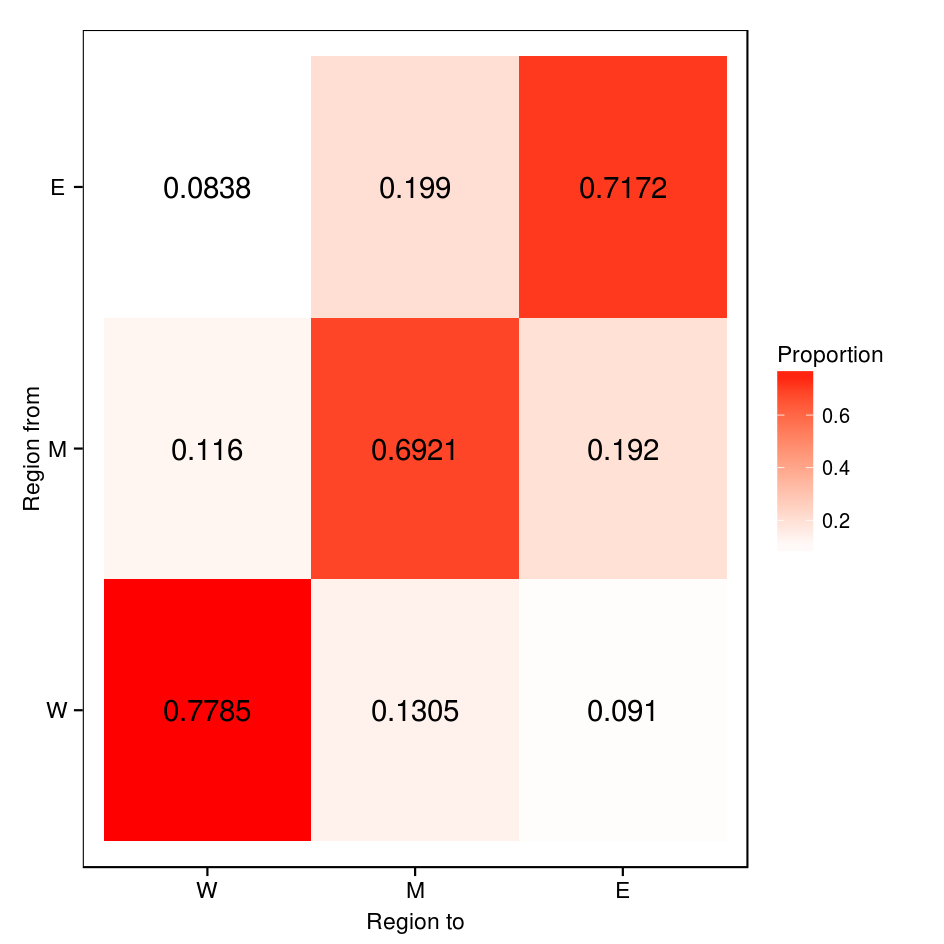 E 0.0838 0.199 0.7172
Proportion
0.6
0.4
0.2
Region from
M 0.116 0.6921 0.192
W 0.7785 0.1305 0.091
W M E
Region to